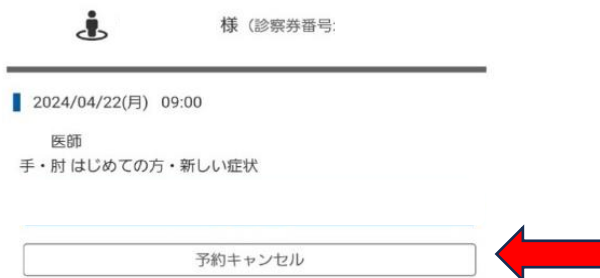 様（診察券番号:
2024/04/22(月) 09:00
医師
手・肘 はじめての方・新しい症状
予約キャンセル